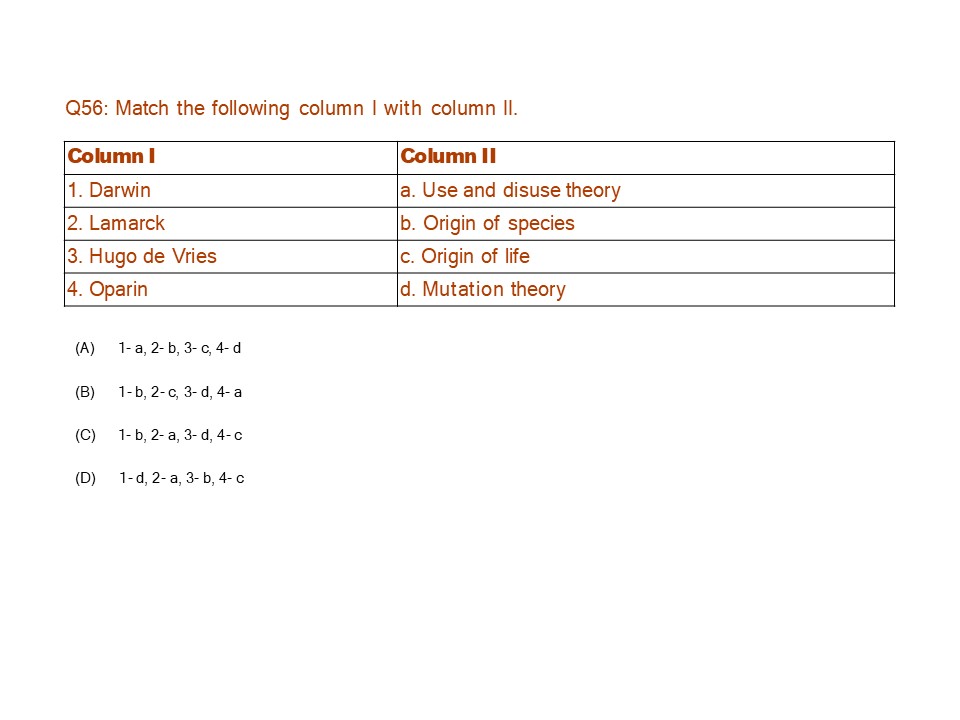 Q56: Match the following column I with column II.
Column I Column II
1. Darwin a. Use and disuse theory
2. Lamarck b. Origin of species
3. Hugo de Vries c. Origin of life
4. Oparin d. Mutation theory
(A) 1- a, 2- b, 3- c, 4- d
(B) 1- b, 2- c, 3- d, 4- a
(C) 1- b, 2- a, 3- d, 4- c
(D) 1- d, 2- a, 3- b, 4- c